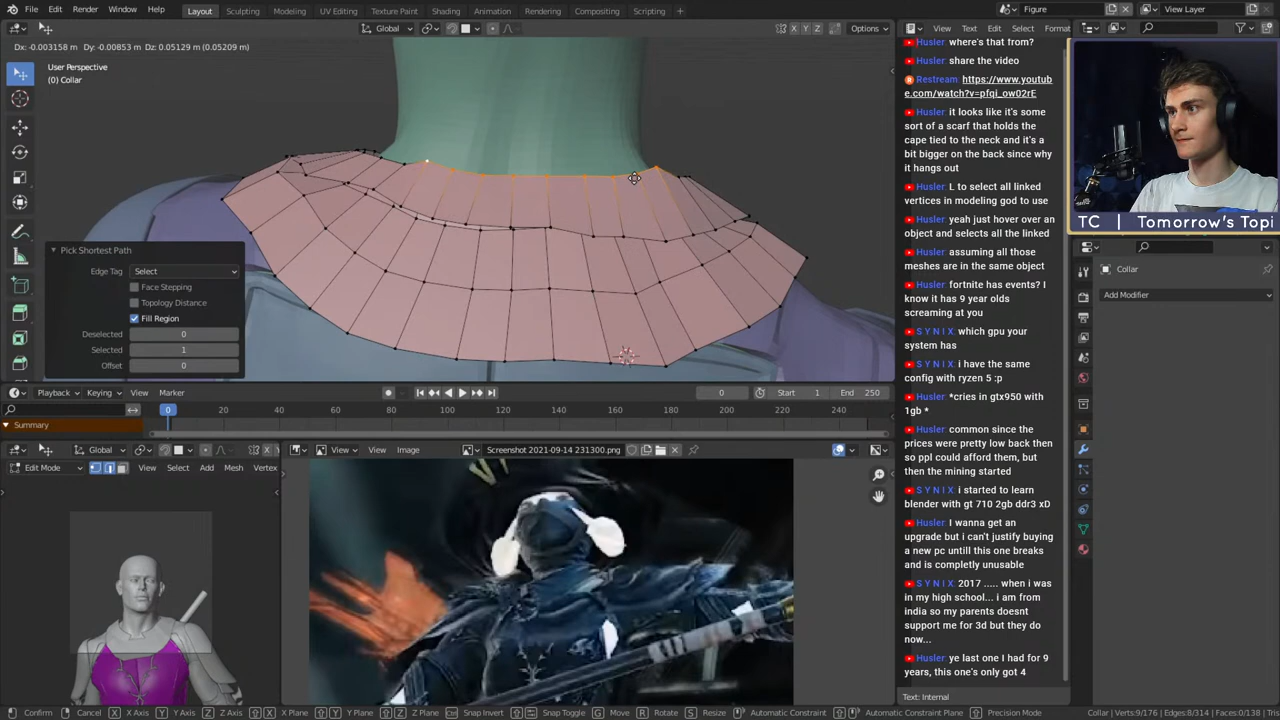 File Edit Render Window Help
Layout Sculpting Modeling UV Editing Texture Paint Shading Animation Rendering Compositing Scripting +
Figure
View Layer
Global
X Y Z
Options
View Text Edit Select Format
Dx: -0.003158 m Dy: -0.00853 m Dz: 0.05129 m (0.05209 m)
User Perspective
(0) Collar
Pick Shortest Path
Edge Tag Select
Face Stepping
Topology Distance
Fill Region
Deselected 0
Selected 1
Offset 0
Playback Keying View Marker
0
Start 1 End 250
0 20 40 60 80 100 120 140 160 180 200 220 240
Summary
Global
View View Image Screenshot 2021-09-14 231300.png
Edit Mode View Select Add Mesh Vertex
Husler: where's that from?
Husler: share the video
Restream: https://www.youtub
e.com/watch?v=pfqi_ow02rE
Husler: it looks like it's some
sort of a scarf that holds the
cape tied to the neck and it's a
bit bigger on the back since why
it hangs out
Husler: L to select all linked
vertices in modeling god to use
Husler: yeah just hover over an
object and selects all the linked
Husler: assuming all those
meshes are in the same object
Husler: fortnite has events? I
know it has 9 year olds
screaming at you
S Y N I X: which gpu your
system has
S Y N I X: i have the same
config with ryzen 5 :p
Husler: *cries in gtx950 with
1gb *
Husler: common since the
prices were pretty low back then
so ppl could afford them, but
then the mining started
S Y N I X: i started to learn
blender with gt 710 2gb ddr3 xD
Husler: I wanna get an
upgrade but i can't justify buying
a new pc untill this one breaks
and is completly unusable
S Y N I X: 2017 ..... when i was
in my high school... i am from
india so my parents doesnt
support me for 3d but they do
now...
Husler: ye last one I had for 9
years, this one's only got 4
Text: Internal
TC | Tomorrow's Topi
Collar
Add Modifier
Confirm Cancel X X Axis Y Y Axis Z Z Axis X X Plane Y Y Plane Z Z Plane Snap Invert Snap Toggle G Move R Rotate S Resize Automatic Constraint Automatic Constraint Plane Precision Mode
Collar | Verts:9/176 | Edges:8/314 | Faces:0/138 | Tris